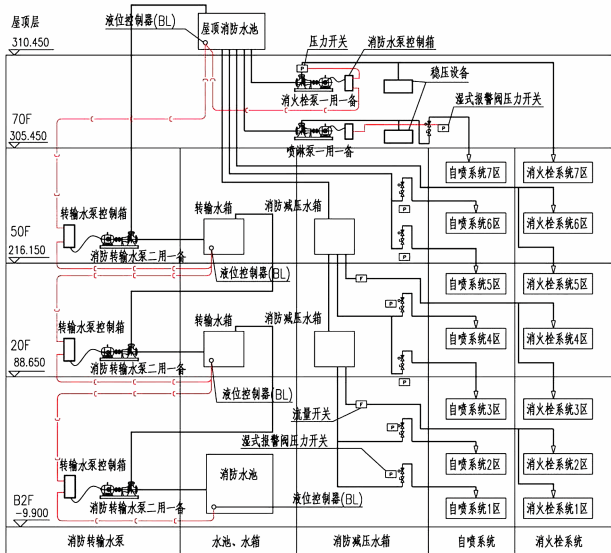 屋顶层
310.450
液位控制器(BL)
屋顶消防水池
压力开关
消防水泵控制箱
P
消火栓泵一用一备
稳压设备
湿式报警阀压力开关
P
喷淋泵一用一备
70F
305.450
自喷系统7区
消火栓系统7区
转输水泵控制箱
转输水箱
消防减压水箱
P
自喷系统6区
消火栓系统6区
50F
216.150
消防转输水泵二用一备
液位控制器(BL)
P
F
自喷系统5区
消火栓系统5区
转输水泵控制箱
转输水箱
消防减压水箱
P
自喷系统4区
消火栓系统4区
20F
88.650
消防转输水泵二用一备
液位控制器(BL)
P
F
流量开关
自喷系统3区
消火栓系统3区
湿式报警阀压力开关
P
自喷系统2区
消火栓系统2区
转输水泵控制箱
消防水池
P
B2F
-9.900
消防转输水泵二用一备
液位控制器(BL)
自喷系统1区
消火栓系统1区
消防转输水泵
水池、水箱
消防减压水箱
自喷系统
消火栓系统